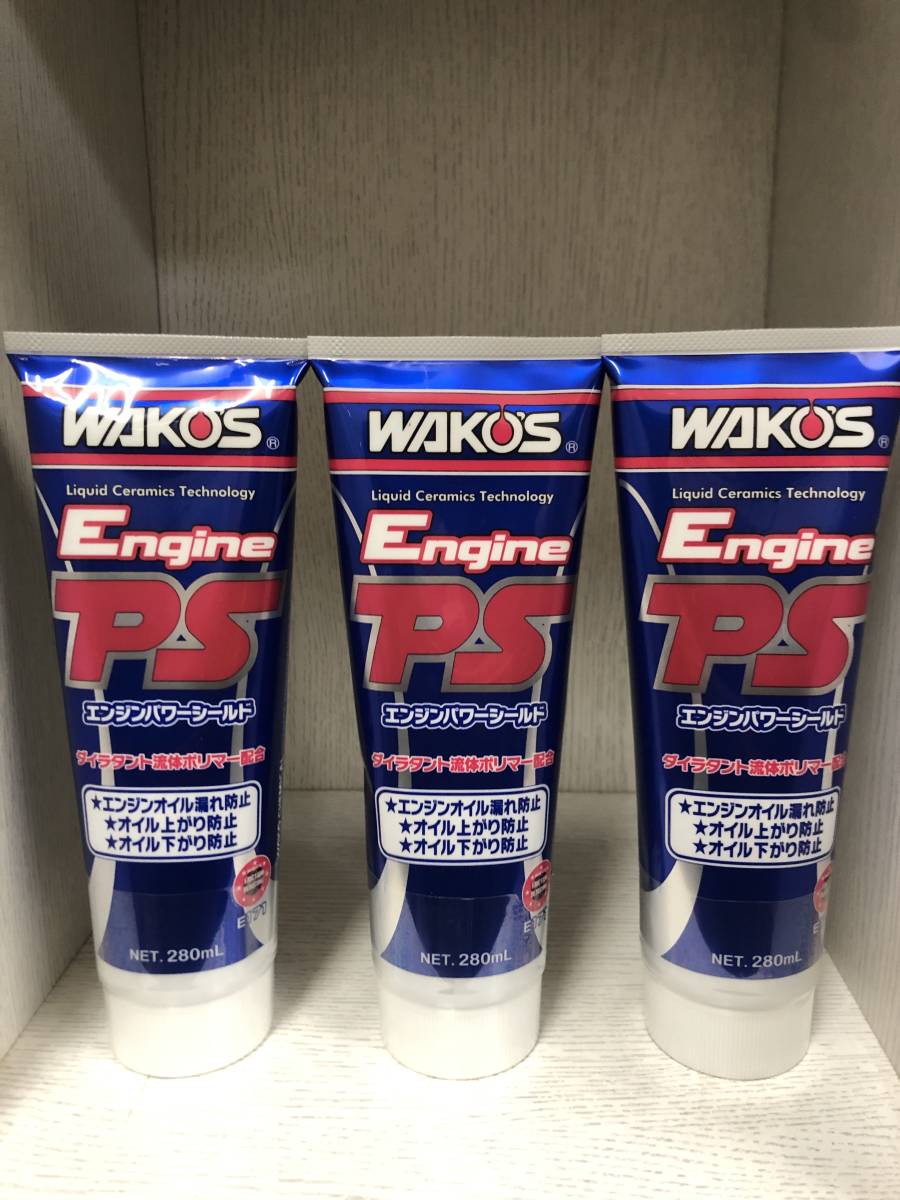 WAKO'S®
Liquid Ceramics Technology
Engine
PS
エンジンパワーシールド
ダイラタント流体ポリマー配合
★エンジンオイル漏れ防止
★オイル上がり防止
★オイル下がり防止
E171
NET. 280mL
WAKO'S®
Liquid Ceramics Technology
Engine
PS
エンジンパワーシールド
ダイラタント流体ポリマー配合
★エンジンオイル漏れ防止
★オイル上がり防止
★オイル下がり防止
E171
NET. 280mL
WAKO'S®
Liquid Ceramics Technology
Engine
PS
エンジンパワーシールド
ダイラタント流体ポリマー配合
★エンジンオイル漏れ防止
★オイル上がり防止
★オイル下がり防止
E
NET. 280mL